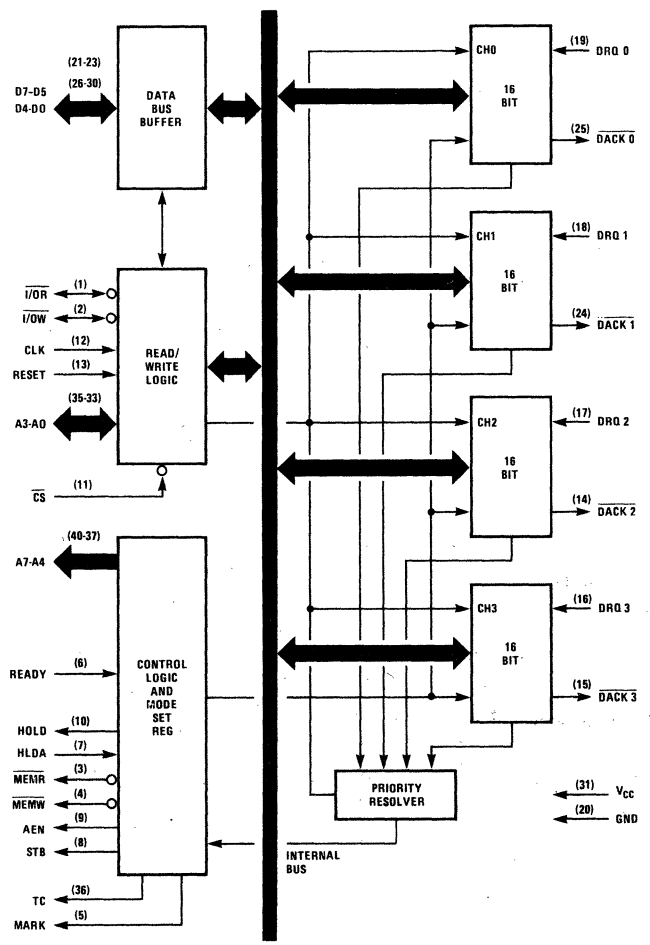 (21-23)
D7-D5
(26-30)
D4-D0
DATA
BUS
BUFFER
I/OR (1)
I/OW (2)
CLK (12)
RESET (13)
(35-33)
A3-A0
READ/
WRITE
LOGIC
CS (11)
(40-37)
A7-A4
READY (6)
HOLD (10)
HLDA (7)
MEMR (3)
MEMW (4)
AEN (9)
STB (8)
TC (36)
MARK (5)
CONTROL
LOGIC
AND
MODE
SET
REG
INTERNAL
BUS
CH0
16
BIT
(19) DRQ 0
(25) DACK 0
CH1
16
BIT
(18) DRQ 1
(24) DACK 1
CH2
16
BIT
(17) DRQ 2
(14) DACK 2
CH3
16
BIT
(16) DRQ 3
(15) DACK 3
PRIORITY
RESOLVER
(31) VCC
(20) GND